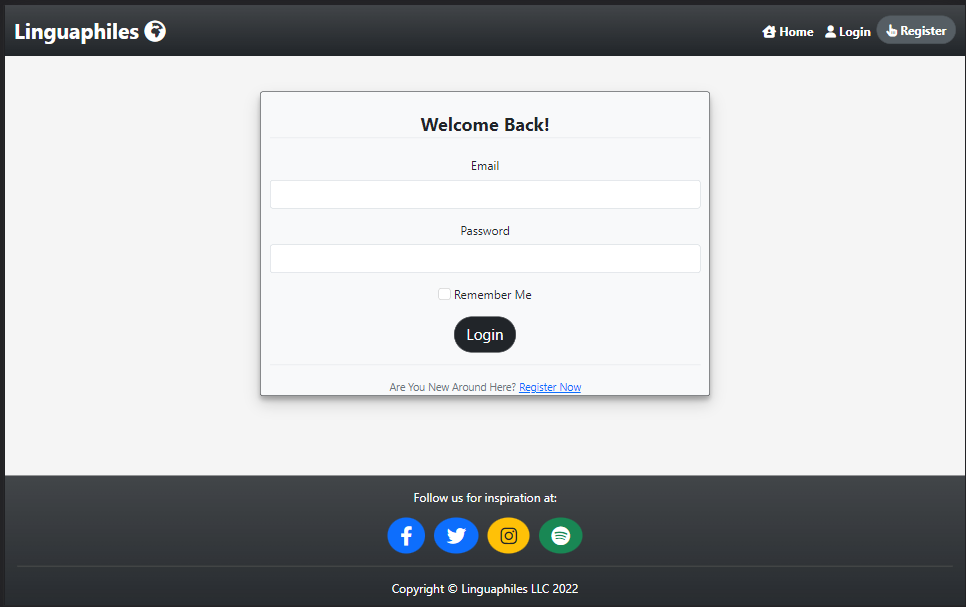 Linguaphiles
Home Login Register
Welcome Back!
Email
Password
Remember Me
Login
Are You New Around Here? Register Now
Follow us for inspiration at:
Copyright © Linguaphiles LLC 2022